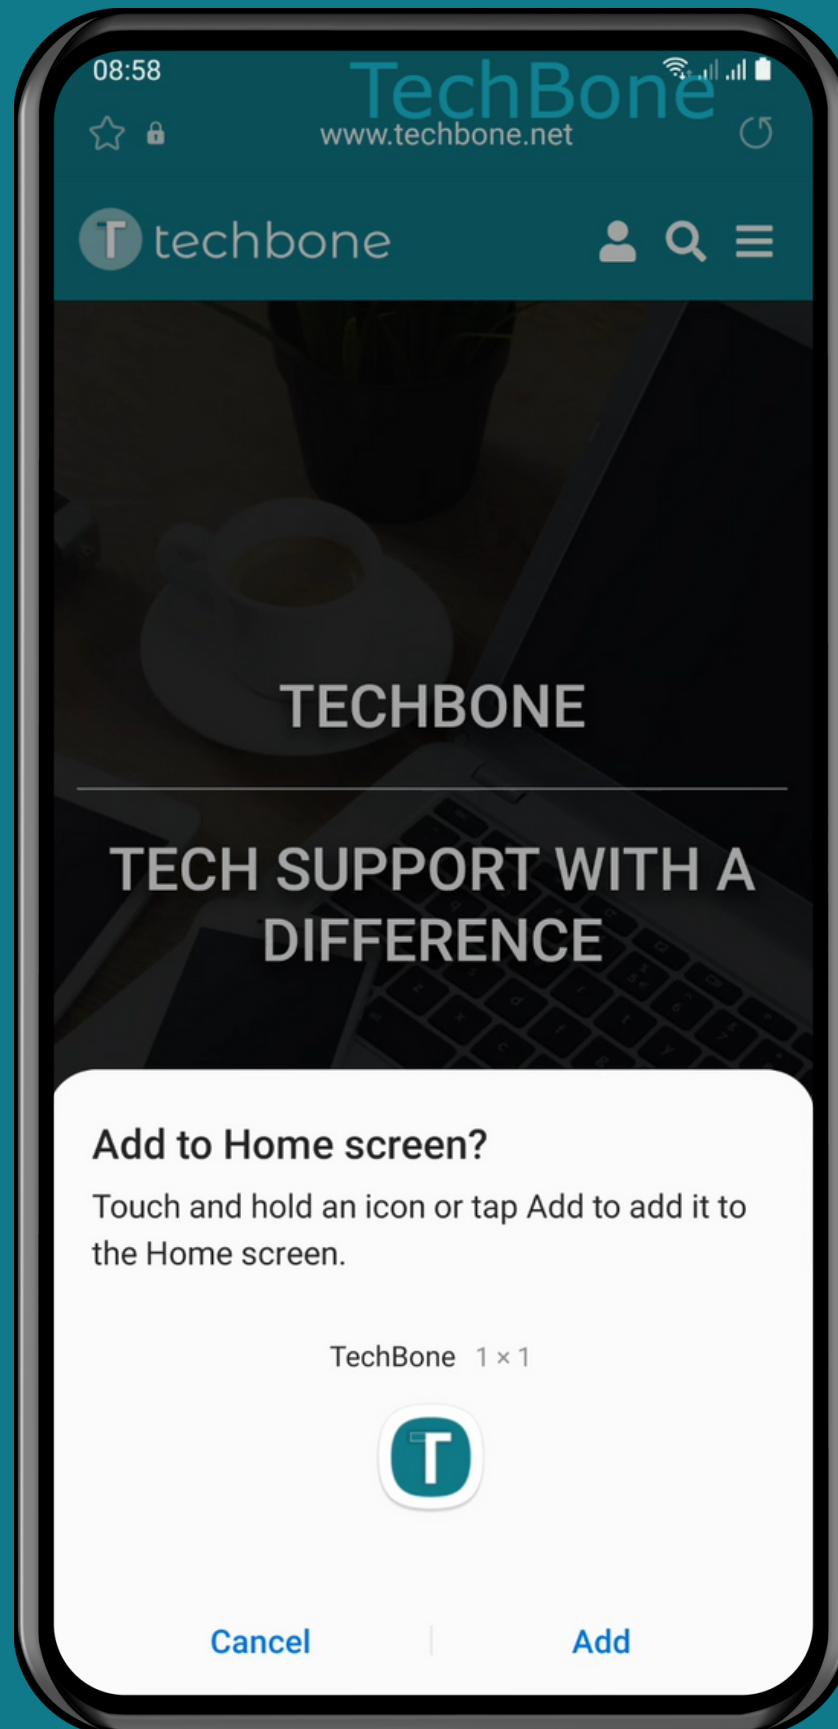 08:58
TechBone
www.techbone.net
T techbone
TECHBONE
TECH SUPPORT WITH A
DIFFERENCE
Add to Home screen?
Touch and hold an icon or tap Add to add it to
the Home screen.
TechBone 1 × 1
T
Cancel
Add